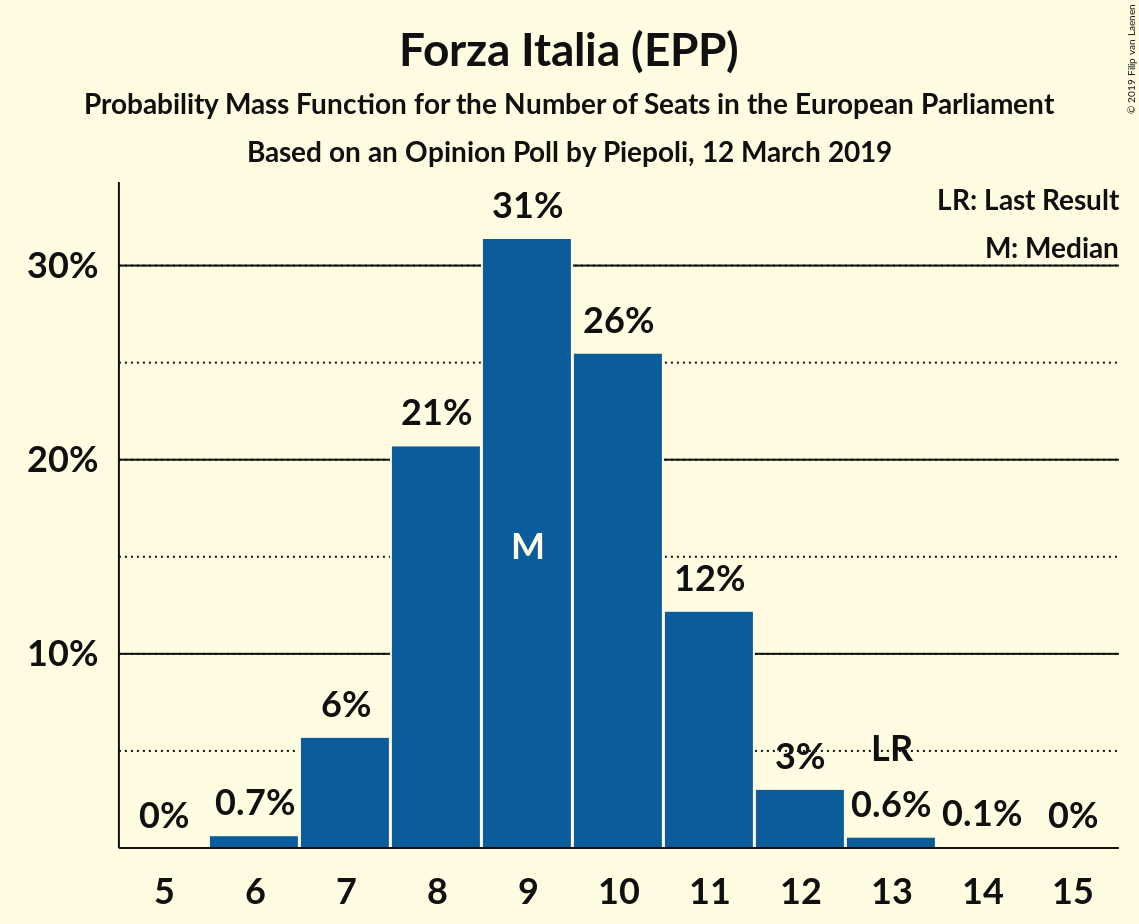 Forza Italia (EPP)
Probability Mass Function for the Number of Seats in the European Parliament
Based on an Opinion Poll by Piepoli, 12 March 2019
© 2019 Filip van Laenen
LR: Last Result
M: Median
30%
20%
10%
0%
0.7%
6%
21%
31%
M
26%
12%
3%
LR
0.6%
0.1%
0%
5 6 7 8 9 10 11 12 13 14 15